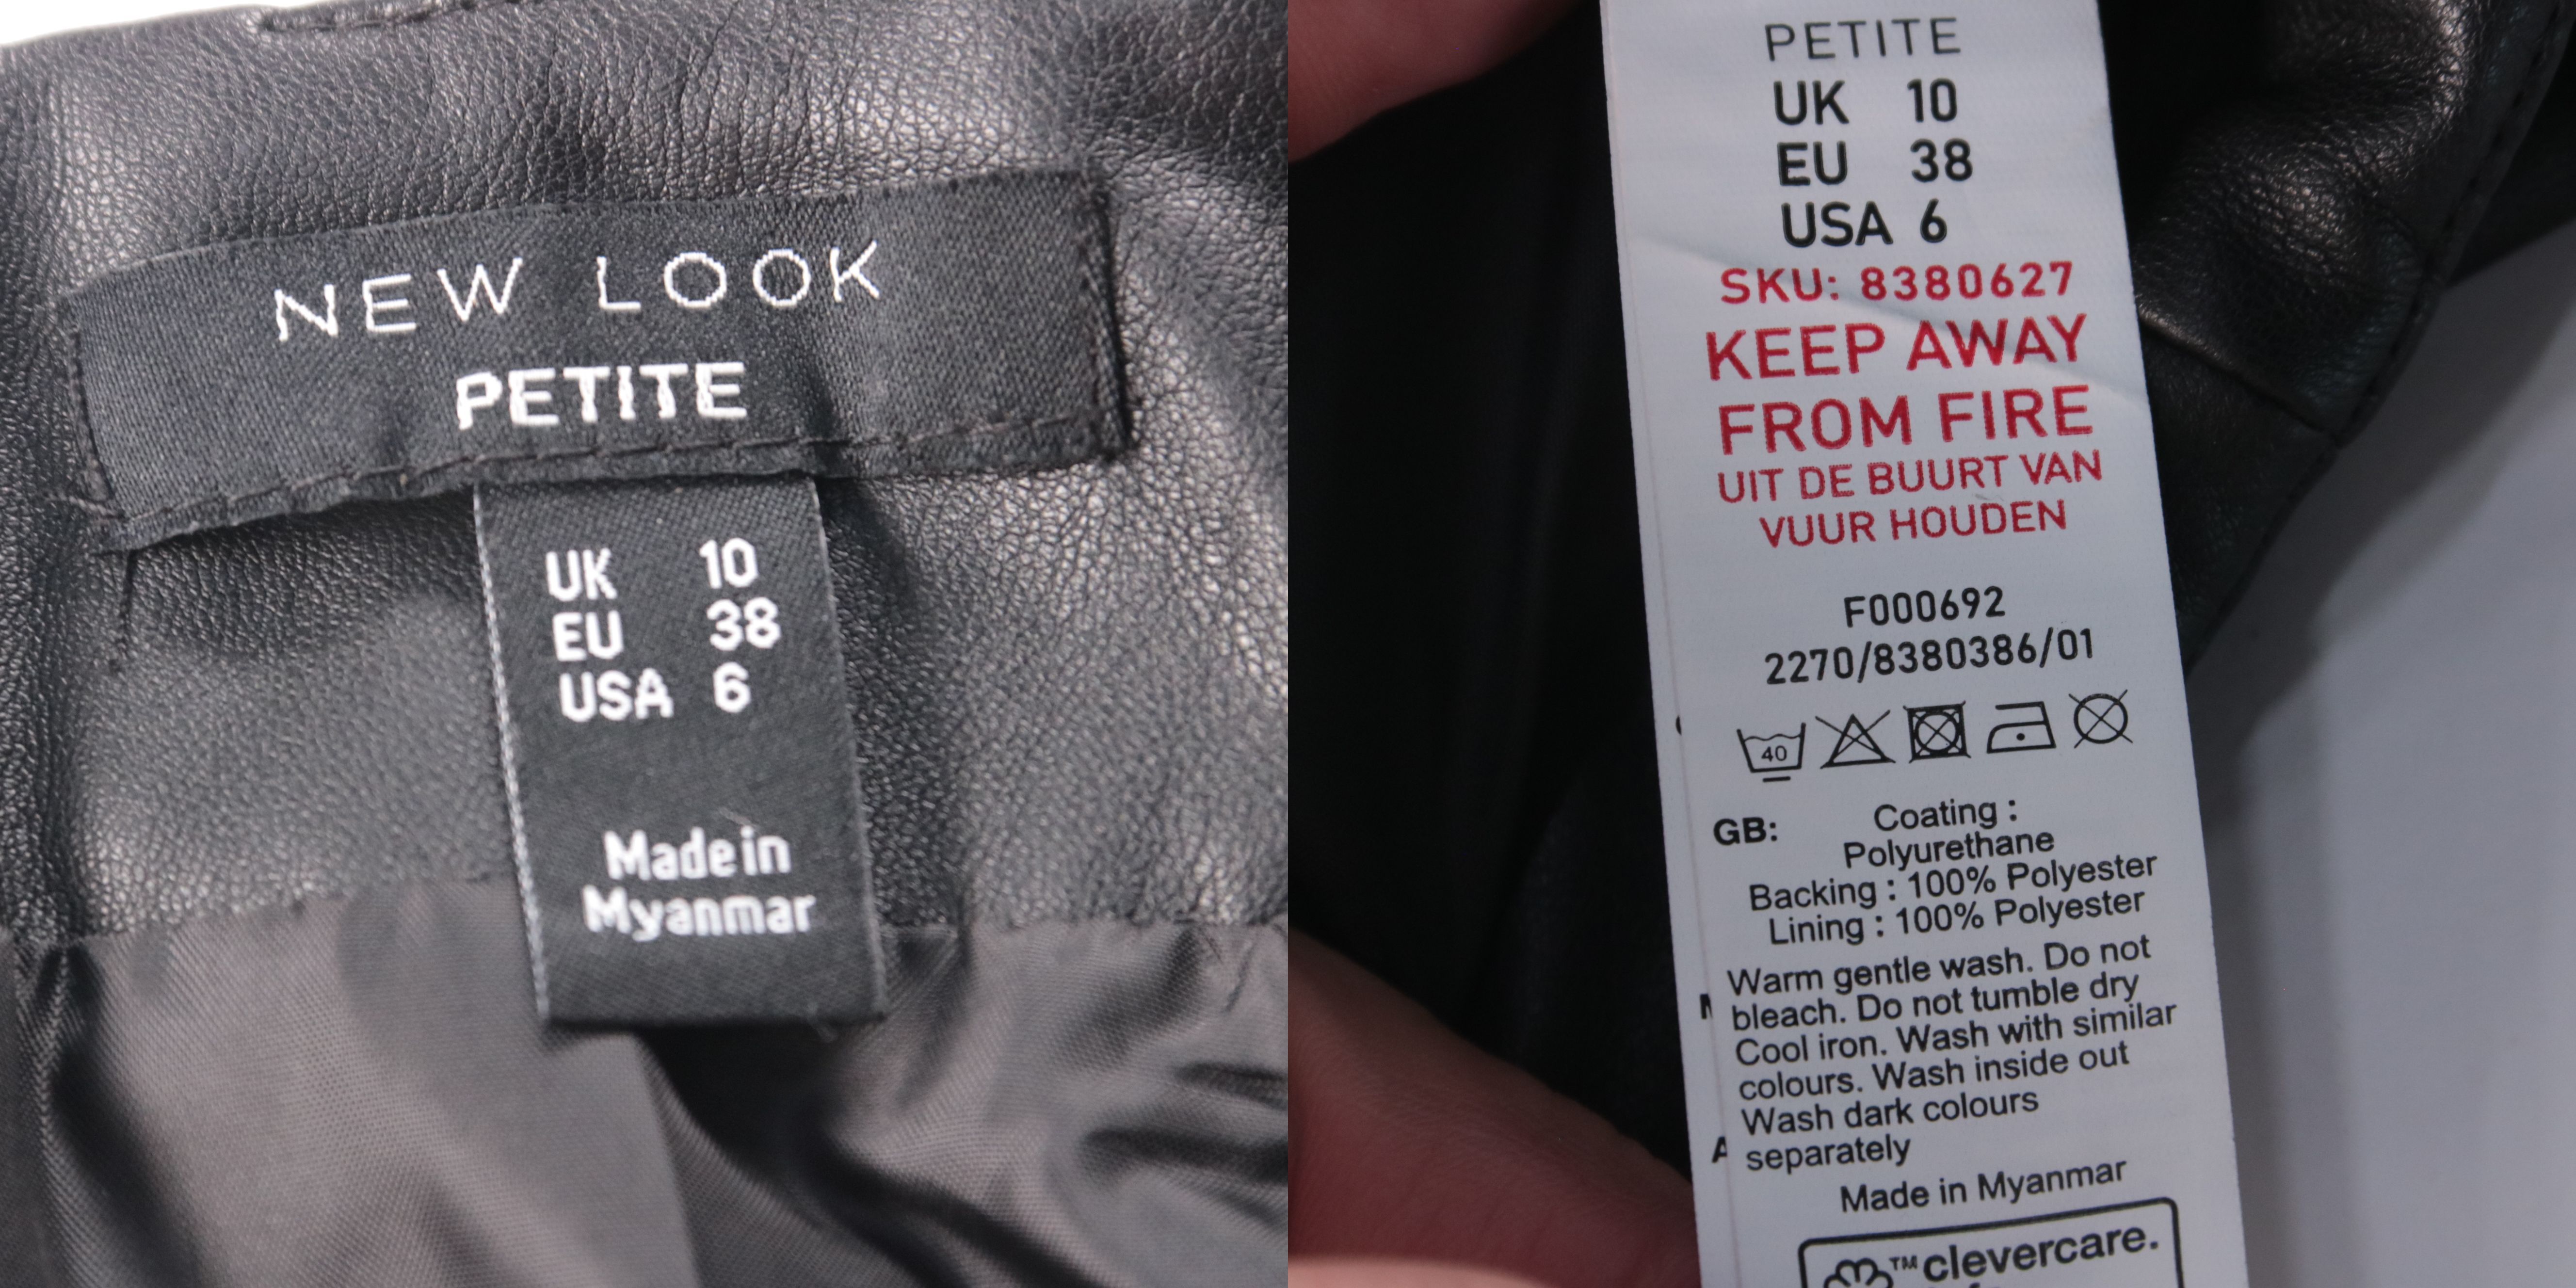 NEW LOOK
PETITE
UK 10
EU 38
USA 6
Made in
Myanmar
PETITE
UK 10
EU 38
USA 6
SKU: 8380627
KEEP AWAY
FROM FIRE
UIT DE BUURT VAN
VUUR HOUDEN
F000692
2270/8380386/01
40
GB: Coating :
Polyurethane
Backing : 100% Polyester
Lining : 100% Polyester
Warm gentle wash. Do not
bleach. Do not tumble dry
Cool iron. Wash with similar
colours. Wash inside out
Wash dark colours
separately
Made in Myanmar
™clevercare.